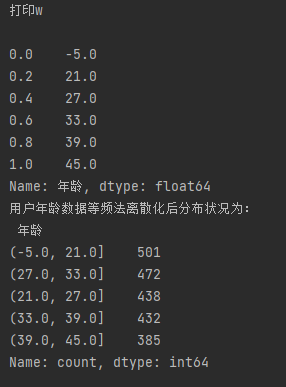 打印w
0.0    -5.0
0.2    21.0
0.4    27.0
0.6    33.0
0.8    39.0
1.0    45.0
Name: 年龄, dtype: float64
用户年龄数据等频法离散化后分布状况为:
 年龄
(-5.0, 21.0]    501
(27.0, 33.0]    472
(21.0, 27.0]    438
(33.0, 39.0]    432
(39.0, 45.0]    385
Name: count, dtype: int64